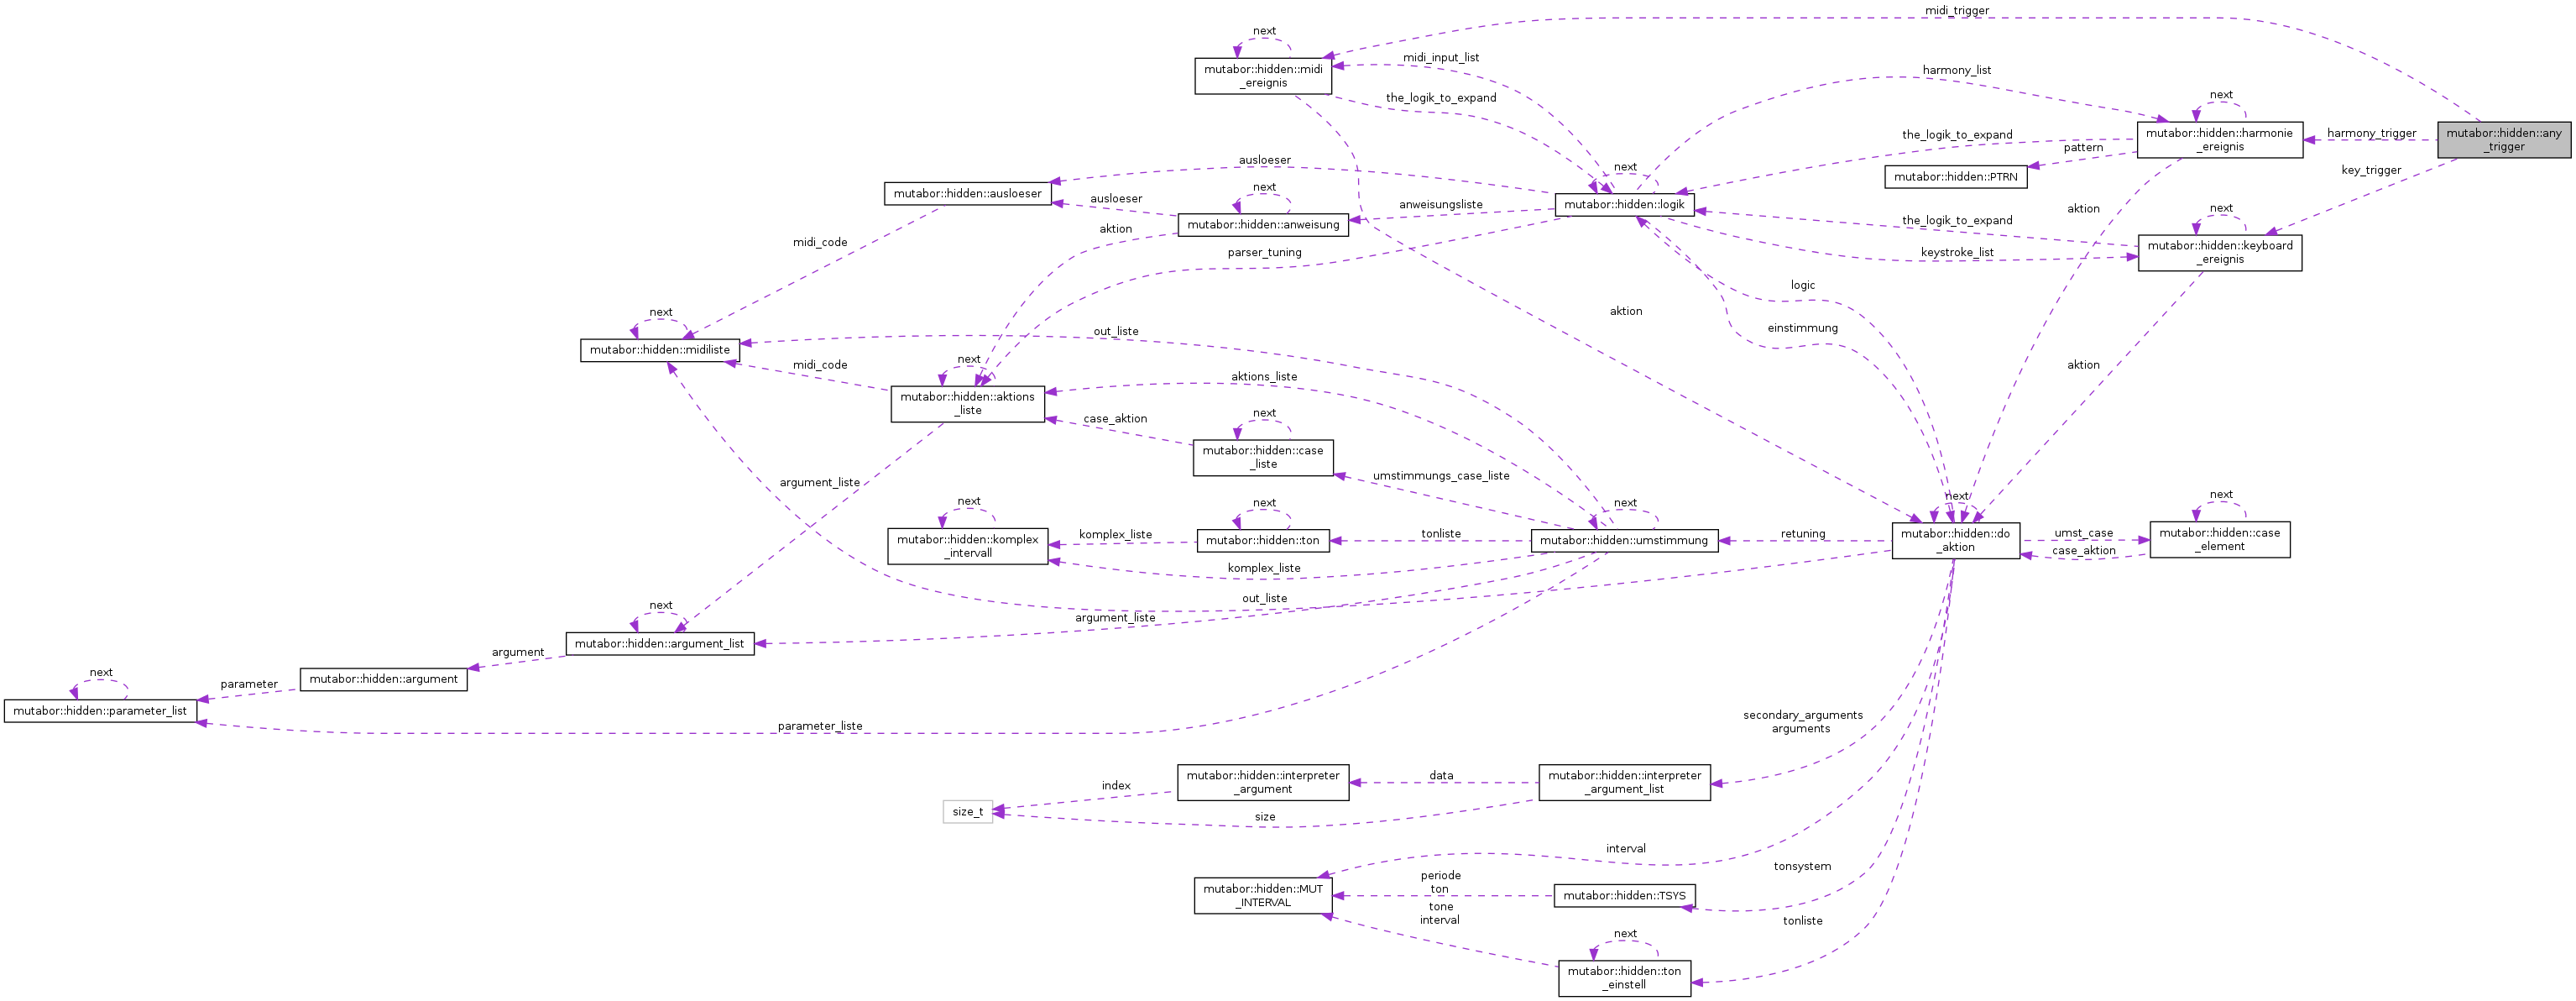 midi_trigger
next
midi_input_list
mutabor::hidden::midi
_ereignis
harmony_list
the_logik_to_expand
next
mutabor::hidden::harmonie
_ereignis
harmony_trigger
mutabor::hidden::any
_trigger
the_logik_to_expand
pattern
ausloeser
next
key_trigger
mutabor::hidden::PTRN
mutabor::hidden::ausloeser
next
ausloeser
anweisungsliste
mutabor::hidden::logik
aktion
next
mutabor::hidden::anweisung
aktion
the_logik_to_expand
midi_code
parser_tuning
keystroke_list
mutabor::hidden::keyboard
_ereignis
logic
next
aktion
out_liste
einstimmung
mutabor::hidden::midiliste
next
midi_code
aktion
aktions_liste
mutabor::hidden::aktions
_liste
next
case_aktion
mutabor::hidden::case
_liste
umstimmungs_case_liste
argument_liste
next
next
next
next
next
next
komplex_liste
mutabor::hidden::komplex
_intervall
mutabor::hidden::ton
tonliste
mutabor::hidden::umstimmung
retuning
mutabor::hidden::do
_aktion
umst_case
case_aktion
mutabor::hidden::case
_element
komplex_liste
out_liste
next
argument_liste
mutabor::hidden::argument_list
argument
next
mutabor::hidden::argument
parameter
mutabor::hidden::parameter_list
parameter_liste
secondary_arguments
arguments
mutabor::hidden::interpreter
_argument
data
mutabor::hidden::interpreter
_argument_list
index
size_t
size
interval
tonsystem
periode
ton
mutabor::hidden::MUT
_INTERVAL
mutabor::hidden::TSYS
tone
interval
tonliste
next
mutabor::hidden::ton
_einstell